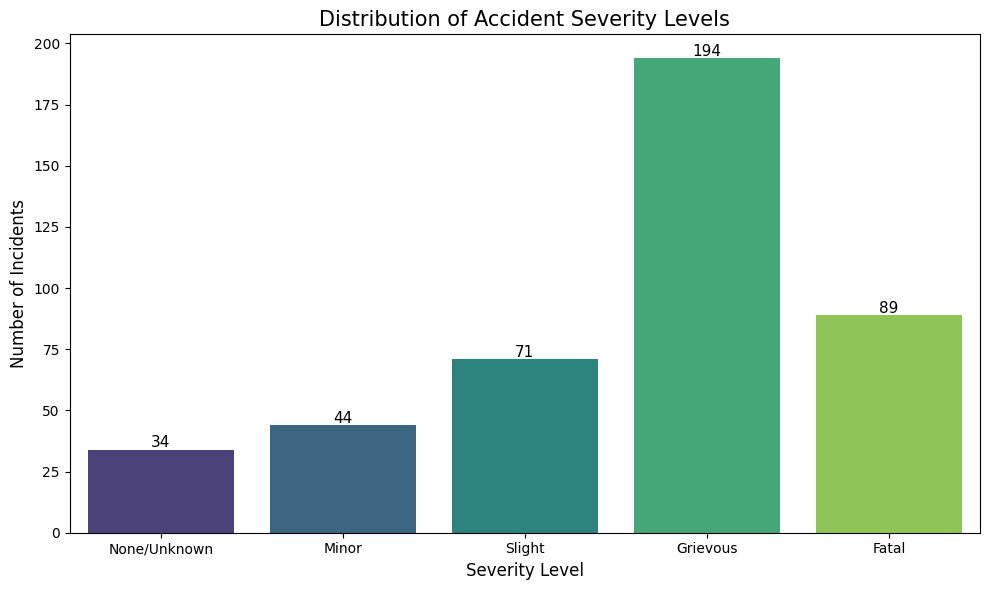 Distribution of Accident Severity Levels
Number of Incidents
200
175
150
125
100
75
50
25
0
34
44
71
194
89
None/Unknown
Minor
Slight
Grievous
Fatal
Severity Level